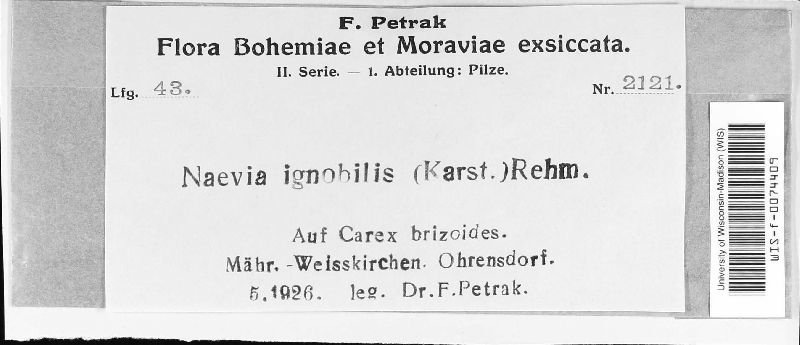 F. Petrak
Flora Bohemiae et Moraviae exsiccata.
II. Serie. — 1. Abteilung: Pilze.
Lfg. 43.
Nr. 2121.
Naevia ignobilis (Karst.)Rehm.
Auf Carex brizoides.
Mähr. -Weisskirchen. Ohrensdorf.
5.1926. leg. Dr.F.Petrak.
University of Wisconsin-Madison (WIS)
WIS-f-0074409